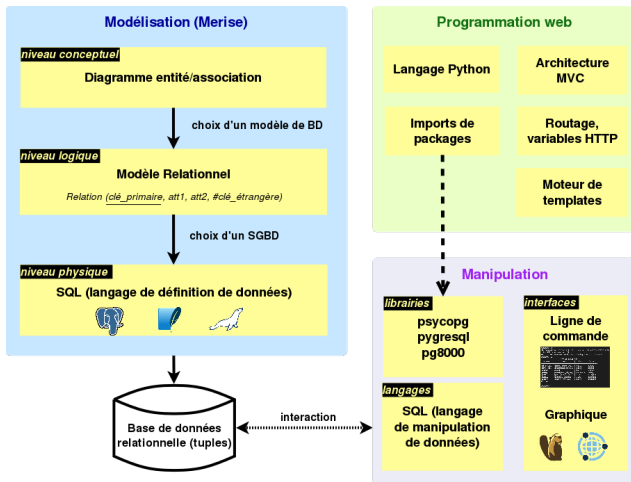 Modélisation (Merise)
niveau conceptuel
Diagramme entité/association
choix d'un modèle de BD
niveau logique
Modèle Relationnel
Relation (clé_primaire, att1, att2, #clé_étrangère)
choix d'un SGBD
niveau physique
SQL (langage de définition de données)
Base de données
relationnelle (tuples)
interaction
Programmation web
Langage Python
Architecture
MVC
Imports de
packages
Routage,
variables HTTP
Moteur de
templates
Manipulation
librairies
psycopg
pygresql
pg8000
langages
SQL (langage
de manipulation
de données)
interfaces
Ligne de
commande
Graphique